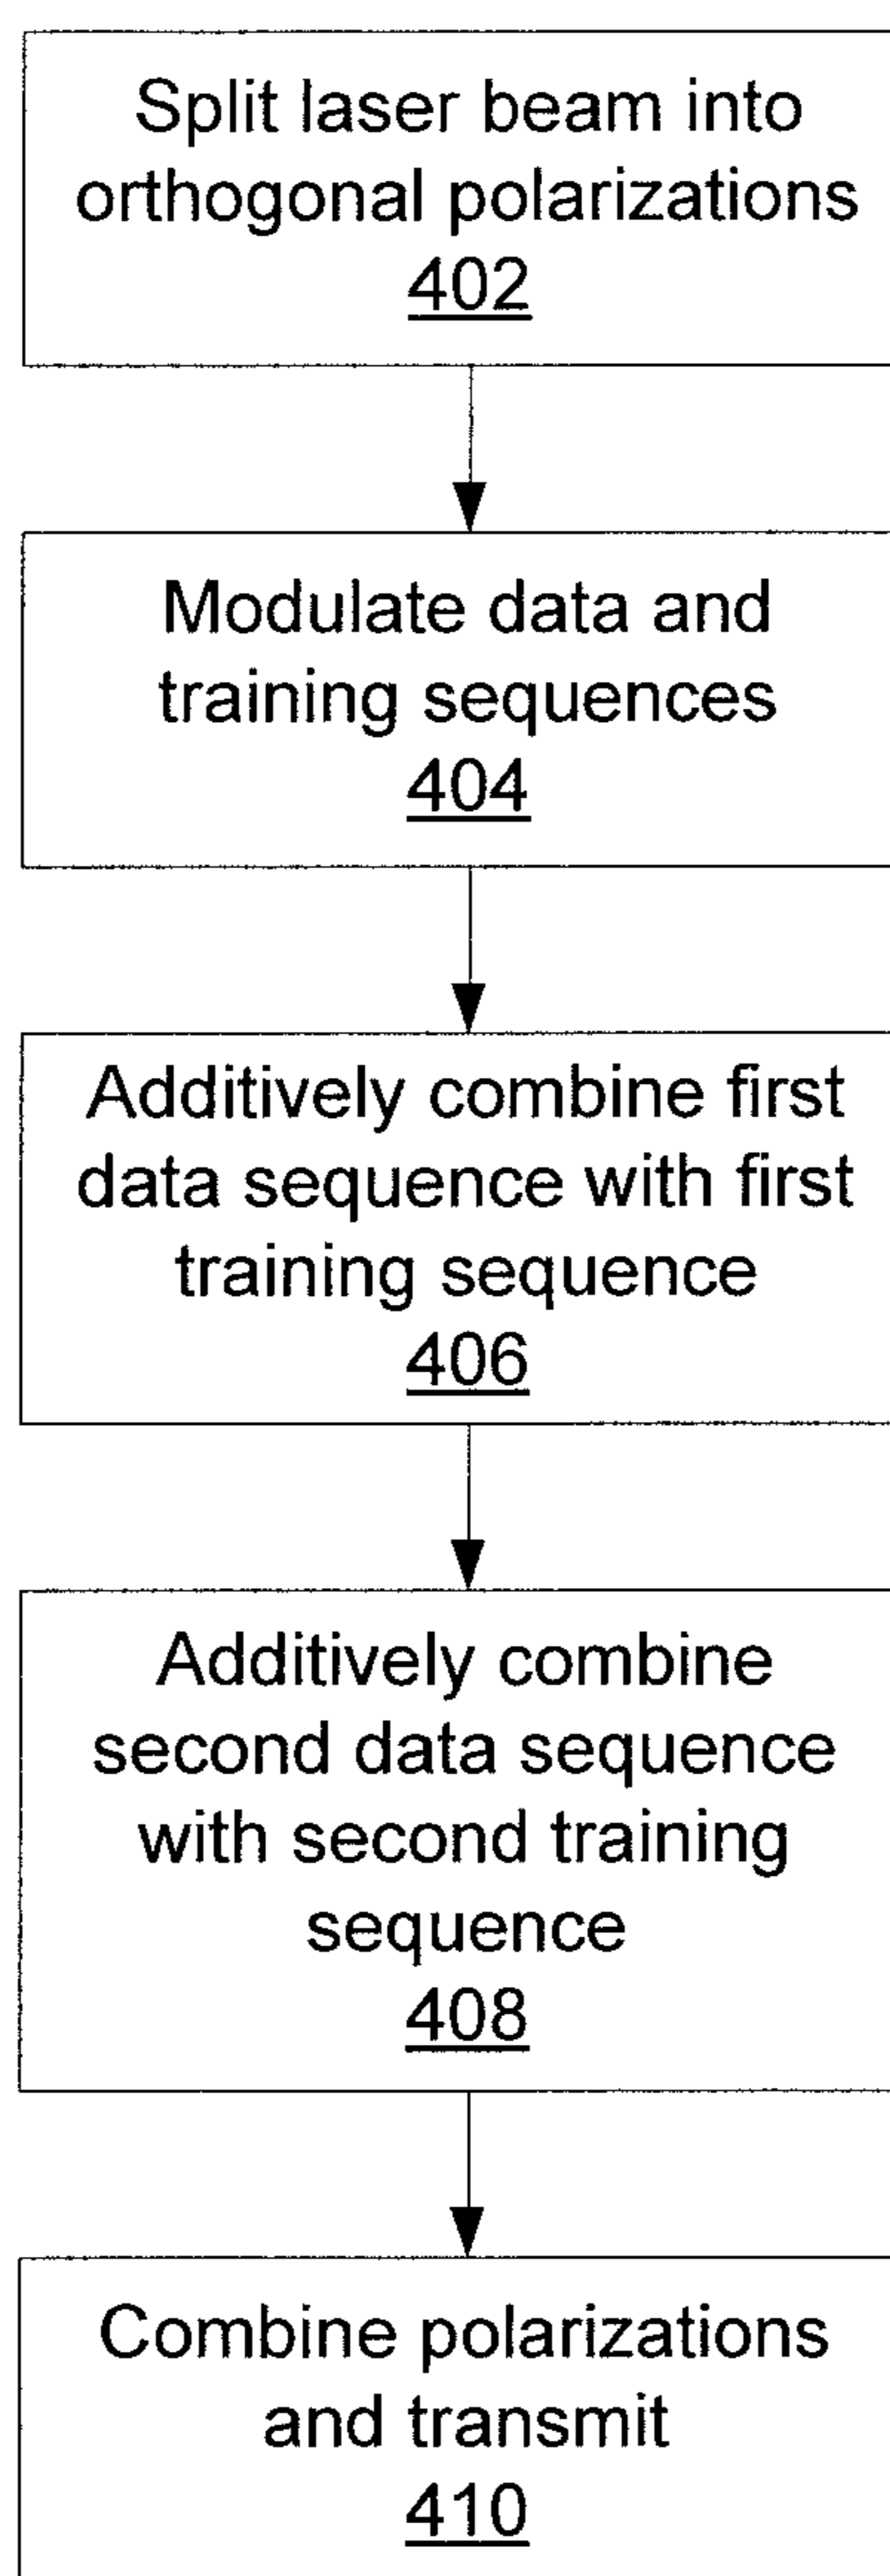 Split laser beam into
orthogonal polarizations
402
Modulate data and
training sequences
404
Additively combine first
data sequence with first
training sequence
406
Additively combine
second data sequence
with second training
sequence
408
Combine polarizations
and transmit
410